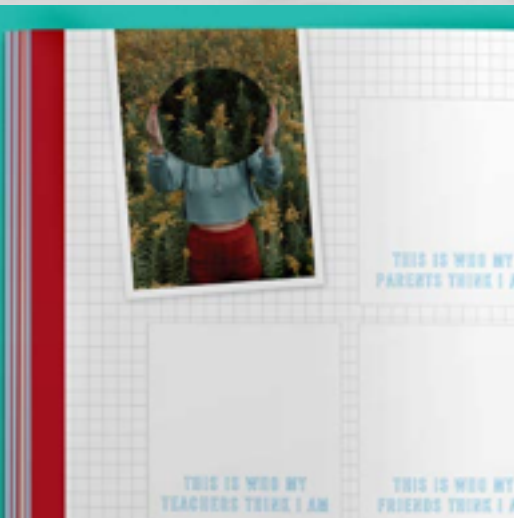 THIS IS WHO MY
PARENTS THINK I A
THIS IS WHO MY
TEACHERS THINK I AM
THIS IS WHO MY
FRIENDS THINK I A